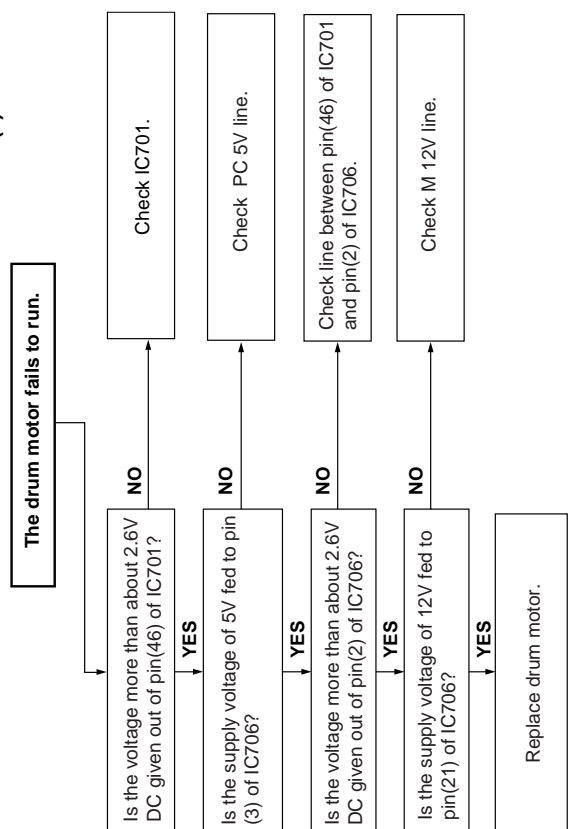 The drum motor fails to run.
Is the voltage more than about 2.6V
DC given out of pin(46) of IC701?
NO
Check IC701.
YES
Is the supply voltage of 5V fed to pin
(3) of IC706?
NO
Check PC 5V line.
YES
Is the voltage more than about 2.6V
DC given out of pin(2) of IC706?
NO
Check line between pin(46) of IC701
and pin(2) of IC706.
YES
Is the supply voltage of 12V fed to
pin(21) of IC706?
NO
Check M 12V line.
YES
Replace drum motor.